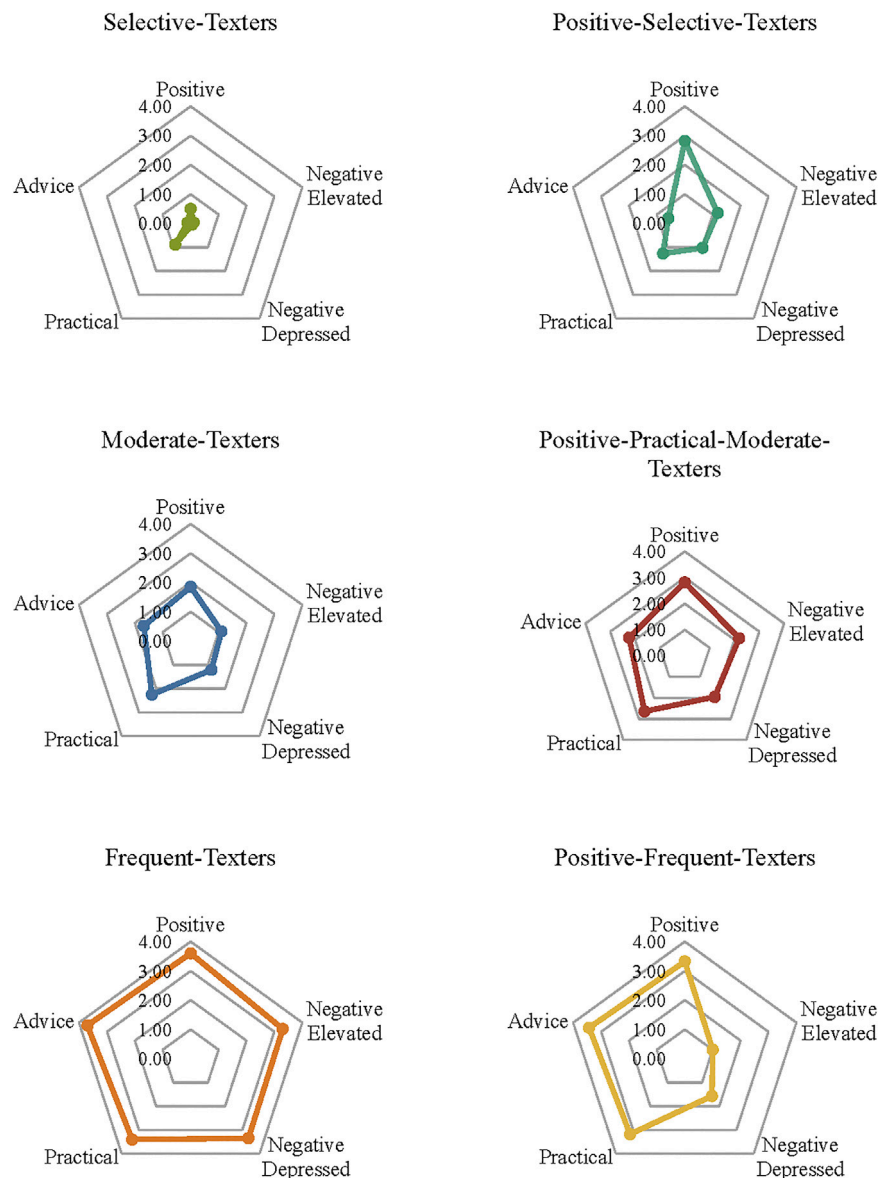 Selective-Texters
Positive
4.00
3.00
2.00
1.00
0.00
Advice
Negative
Elevated
Practical
Negative
Depressed
Positive-Selective-Texters
Positive
4.00
3.00
2.00
1.00
0.00
Advice
Negative
Elevated
Practical
Negative
Depressed
Moderate-Texters
Positive
4.00
3.00
2.00
1.00
0.00
Advice
Negative
Elevated
Practical
Negative
Depressed
Positive-Practical-Moderate-
Texters
Positive
4.00
3.00
2.00
1.00
0.00
Advice
Negative
Elevated
Practical
Negative
Depressed
Frequent-Texters
Positive
4.00
3.00
2.00
1.00
0.00
Advice
Negative
Elevated
Practical
Negative
Depressed
Positive-Frequent-Texters
Positive
4.00
3.00
2.00
1.00
0.00
Advice
Negative
Elevated
Practical
Negative
Depressed